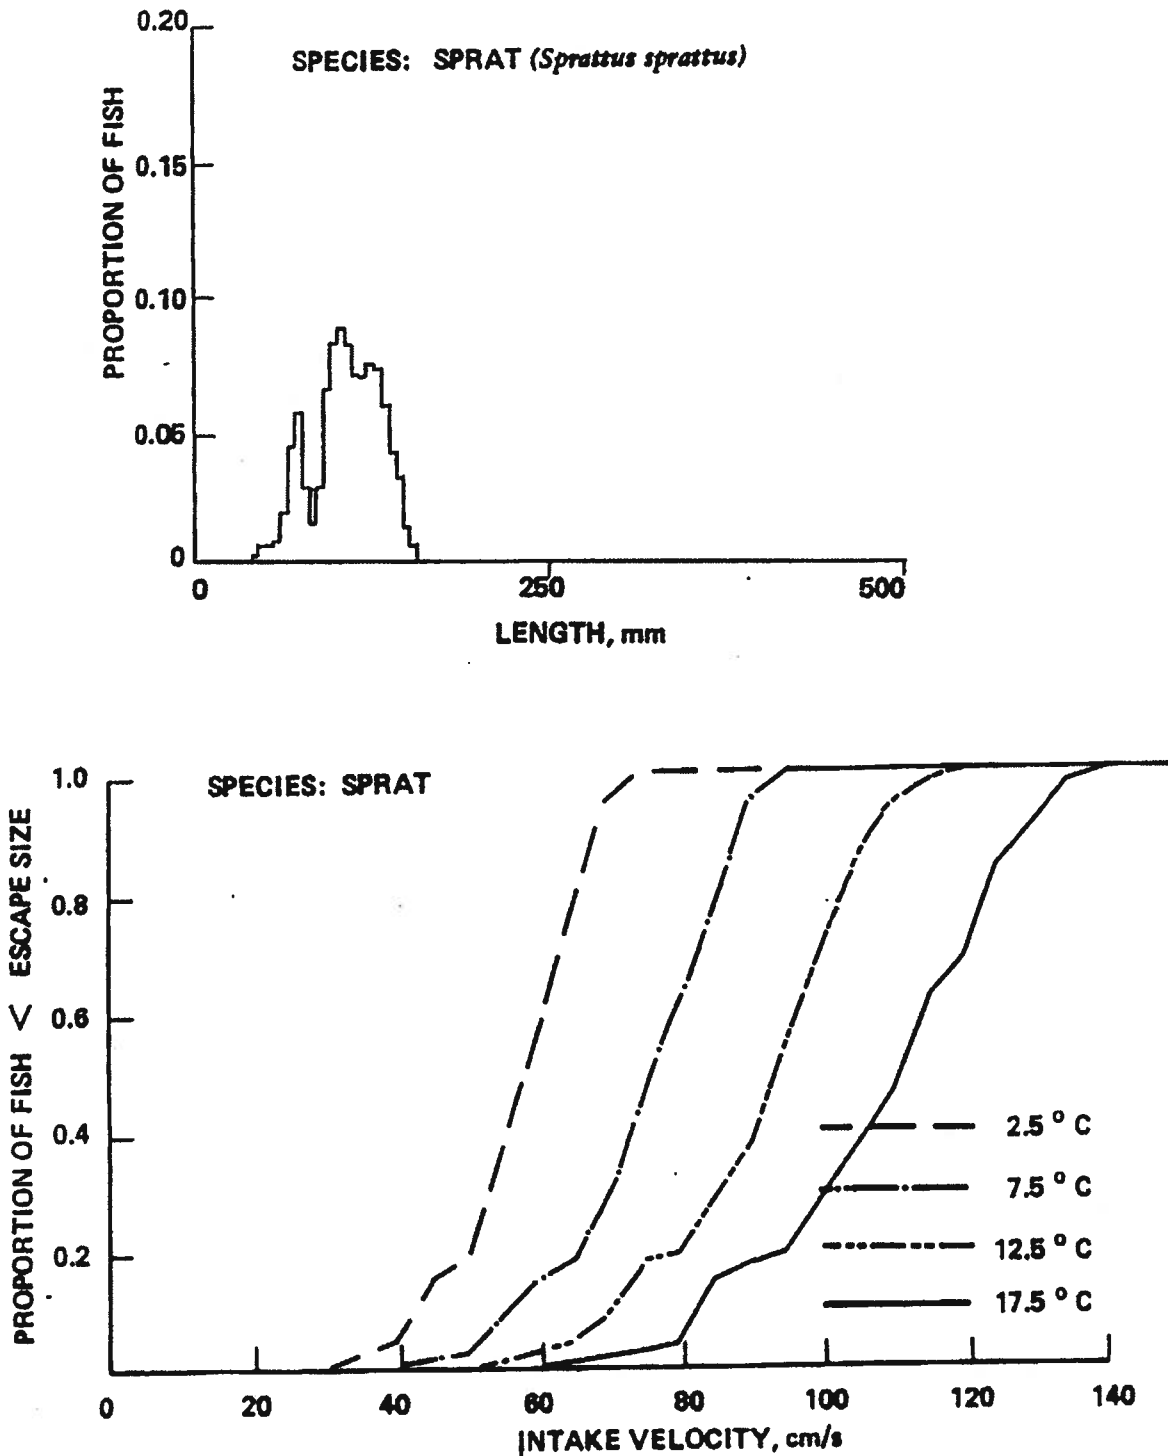 0.20
SPECIES: SPRAT (Sprattus sprattus)
PROPORTION OF FISH
0.15
0.10
0.05
0
0
250
500
LENGTH, mm
1.0
SPECIES: SPRAT
PROPORTION OF FISH < ESCAPE SIZE
0.8
0.6
0.4
0.2
2.5 ° C
7.5 ° C
12.5 ° C
17.5 ° C
0
20
40
60
80
100
120
140
INTAKE VELOCITY, cm/s